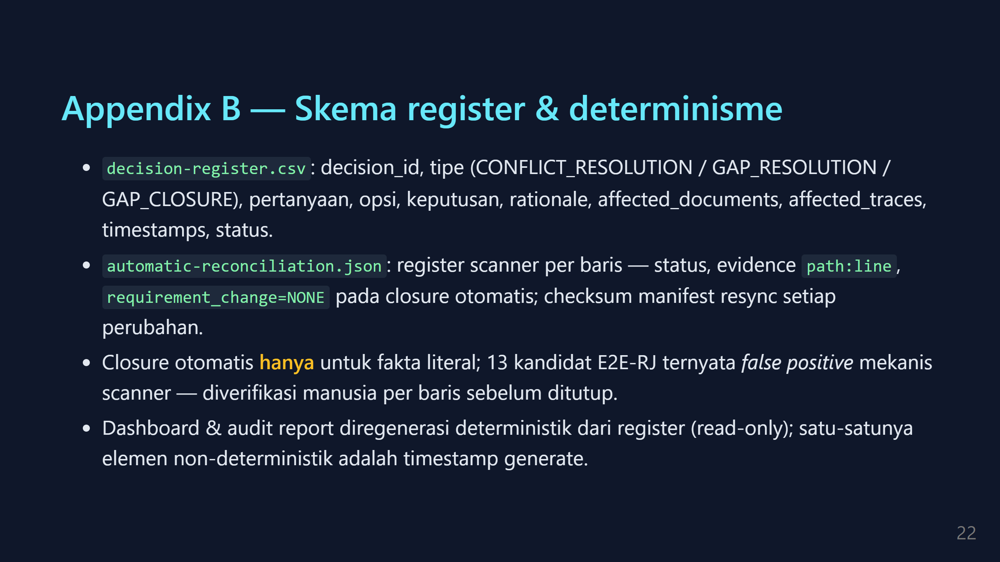 Appendix B — Skema register & determinisme
• decision-register.csv: decision_id, tipe (CONFLICT_RESOLUTION / GAP_RESOLUTION /
GAP_CLOSURE), pertanyaan, opsi, keputusan, rationale, affected_documents, affected_traces,
timestamps, status.
• automatic-reconciliation.json: register scanner per baris — status, evidence path:line,
requirement_change=NONE pada closure otomatis; checksum manifest resync setiap
perubahan.
• Closure otomatis hanya untuk fakta literal; 13 kandidat E2E-RJ ternyata false positive mekanis
scanner — diverifikasi manusia per baris sebelum ditutup.
• Dashboard & audit report diregenerasi deterministik dari register (read-only); satu-satunya
elemen non-deterministik adalah timestamp generate.
22